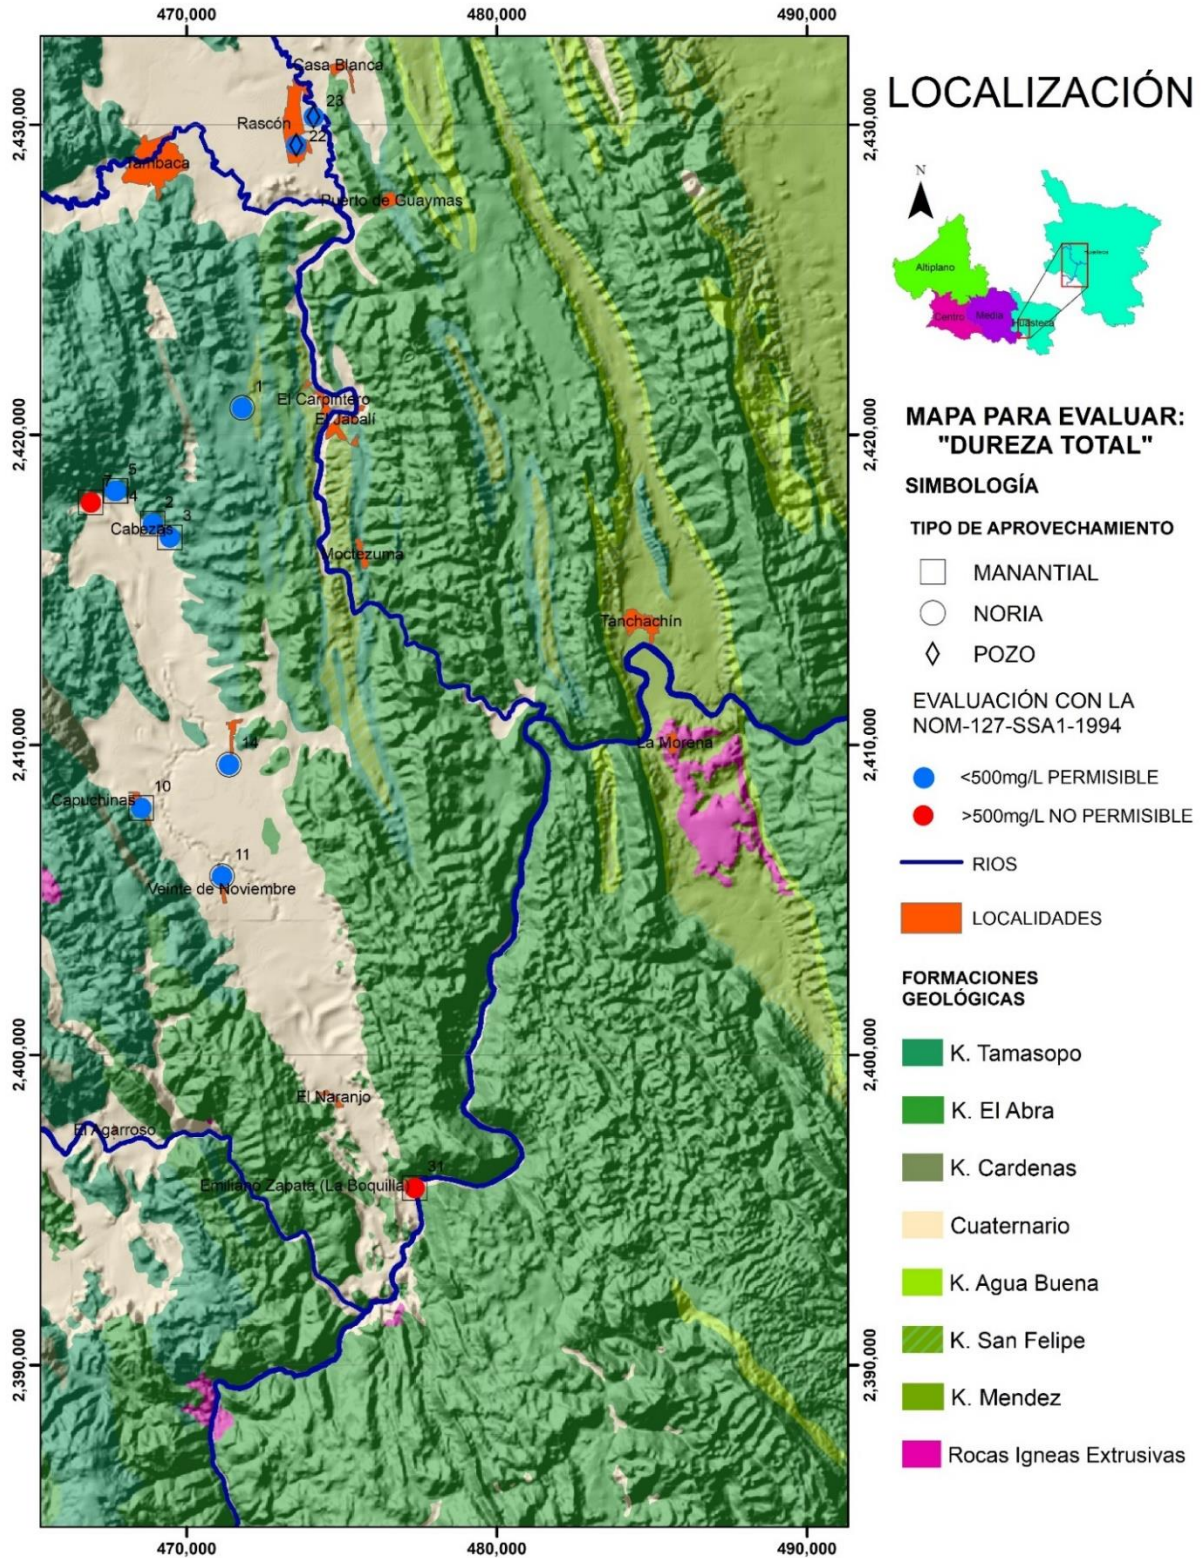 470,000
480,000
490,000
2,430,000
2,420,000
2,410,000
2,400,000
2,390,000
Casa Blanca
23
Rascón
22
Tambaca
Puerto de Guaymas
1
El Carpintero
El Jabalí
5
7
4
2
Cabezas
3
Moctezuma
Tanchachín
14
La Morena
10
Capuchinas
11
Veinte de Noviembre
El Naranjo
El Agarroso
31
Emiliano Zapata (La Boquilla)
2,430,000
2,420,000
2,410,000
2,400,000
2,390,000
470,000
480,000
490,000
LOCALIZACIÓN
N
Altiplano
Centro
Media
Huasteca
MAPA PARA EVALUAR:
"DUREZA TOTAL"
SIMBOLOGÍA
TIPO DE APROVECHAMIENTO
MANANTIAL
NORIA
POZO
EVALUACIÓN CON LA
NOM-127-SSA1-1994
<500mg/L PERMISIBLE
>500mg/L NO PERMISIBLE
RIOS
LOCALIDADES
FORMACIONES
GEOLÓGICAS
K. Tamasopo
K. El Abra
K. Cardenas
Cuaternario
K. Agua Buena
K. San Felipe
K. Mendez
Rocas Igneas Extrusivas